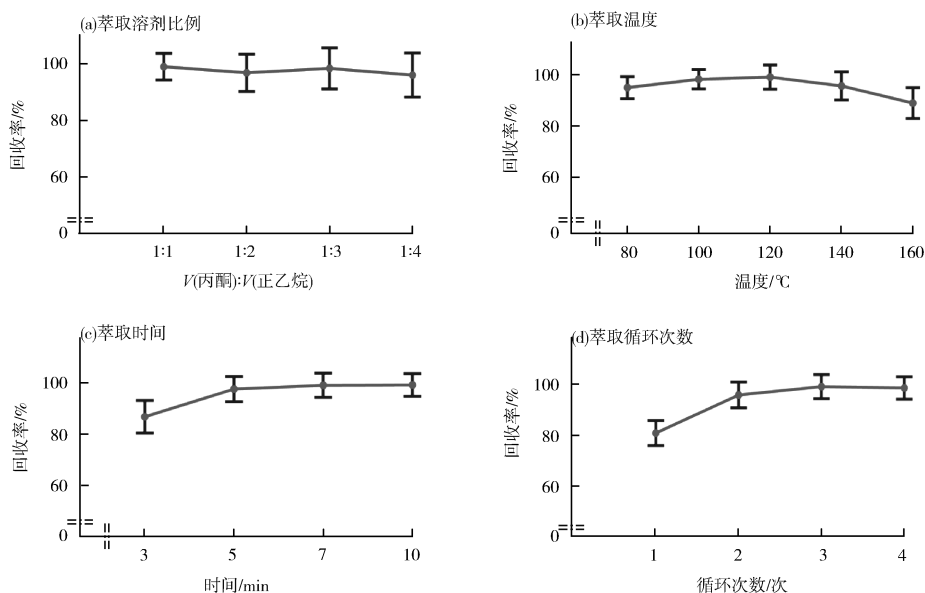 (a)萃取溶剂比例
100
80
60
0
回收率/%
1∶1 1∶2 1∶3 1∶4
V(丙酮)∶V(正乙烷)
(b)萃取温度
100
80
60
0
回收率/%
80 100 120 140 160
温度/℃
(c)萃取时间
100
80
60
0
回收率/%
3 5 7 10
时间/min
(d)萃取循环次数
100
80
60
0
回收率/%
1 2 3 4
循环次数/次